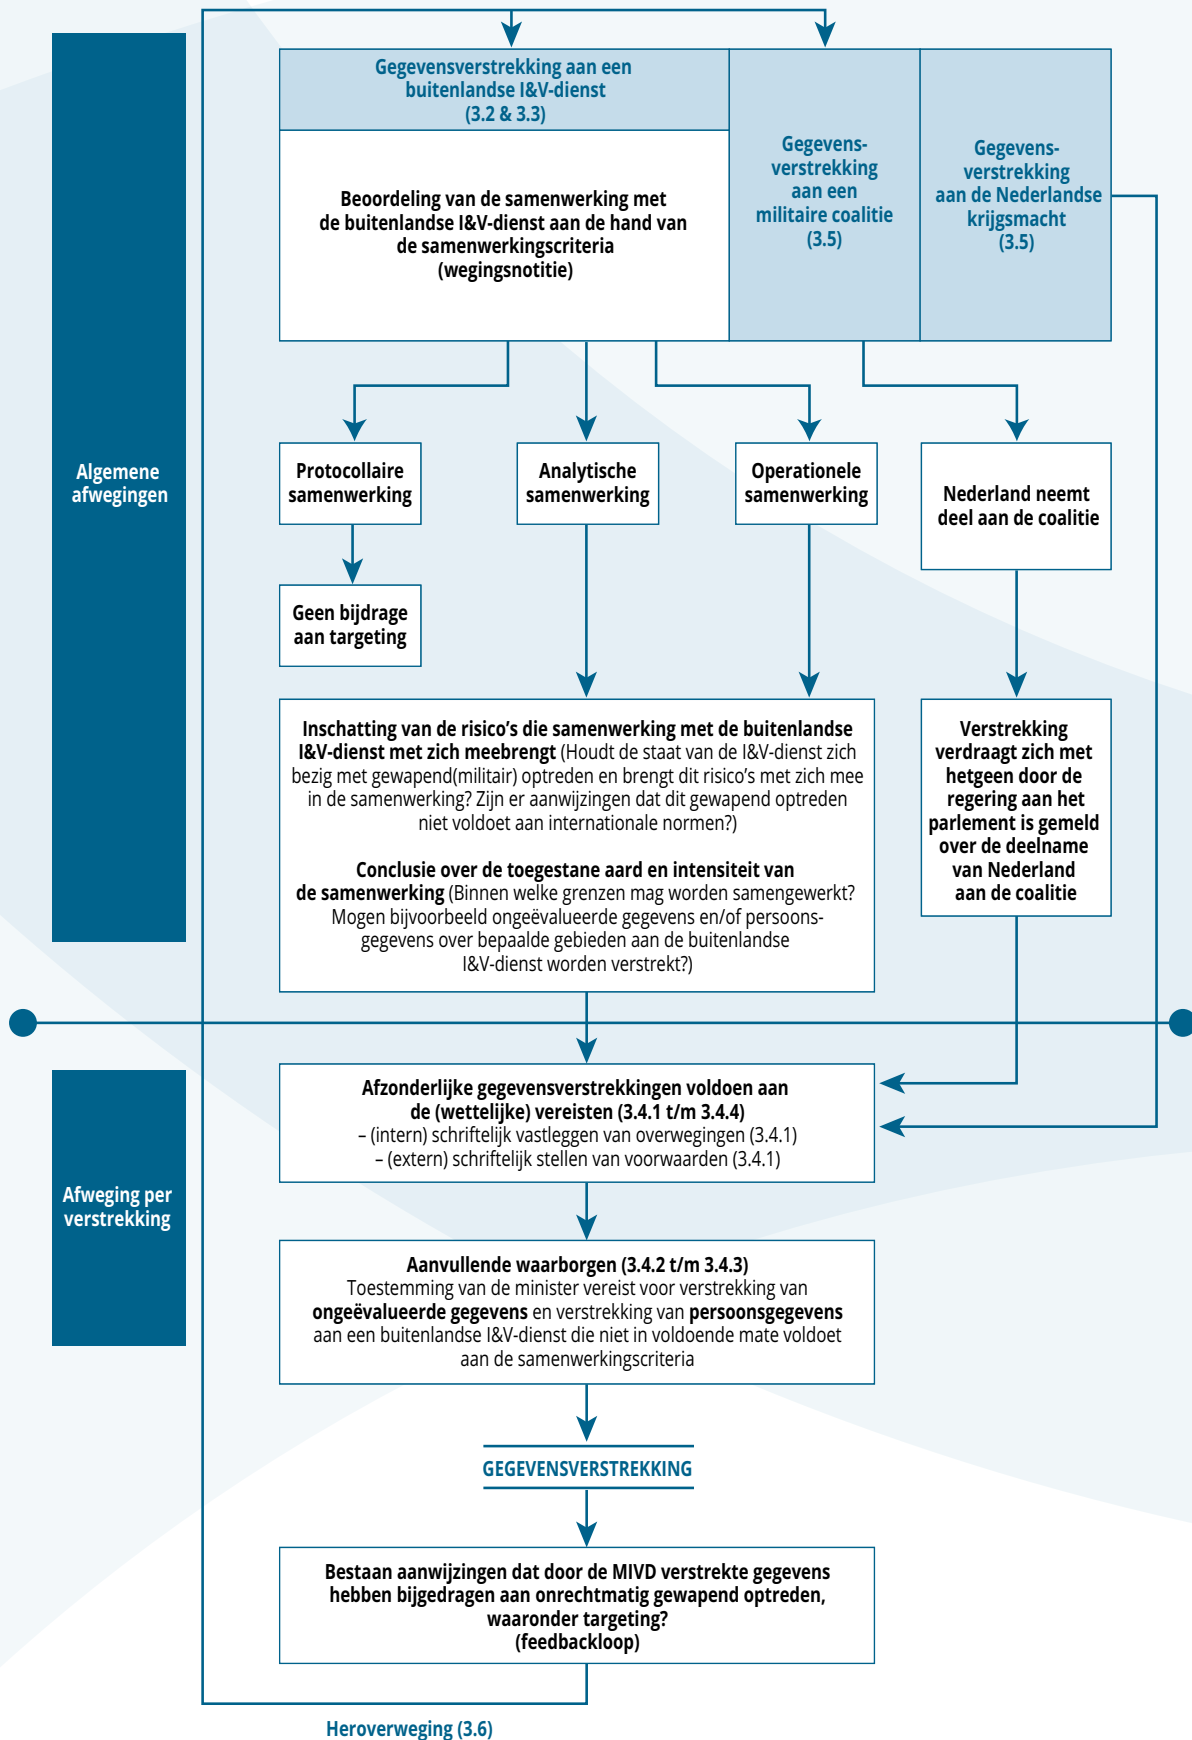 Gegevensverstrekking aan een
buitenlandse I&V-dienst
(3.2 & 3.3)
Beoordeling van de samenwerking met
de buitenlandse I&V-dienst aan de hand van
de samenwerkingscriteria
(wegingsnotitie)
Gegevens-
verstrekking
aan een
militaire coalitie
(3.5)
Gegevens-
verstrekking
aan de Nederlandse
krijgsmacht
(3.5)
Algemene
afwegingen
Protocollaire
samenwerking
Analytische
samenwerking
Operationele
samenwerking
Nederland neemt
deel aan de coalitie
Geen bijdrage
aan targeting
Inschatting van de risico's die samenwerking met de buitenlandse
I&V-dienst met zich meebrengt (Houdt de staat van de I&V-dienst zich
bezig met gewapend(militair) optreden en brengt dit risico's met zich mee
in de samenwerking? Zijn er aanwijzingen dat dit gewapend optreden
niet voldoet aan internationale normen?)
Conclusie over de toegestane aard en intensiteit van
de samenwerking (Binnen welke grenzen mag worden samengewerkt?
Mogen bijvoorbeeld ongeëvalueerde gegevens en/of persoons-
gegevens over bepaalde gebieden aan de buitenlandse
I&V-dienst worden verstrekt?)
Verstrekking
verdraagt zich met
hetgeen door de
regering aan het
parlement is gemeld
over de deelname
van Nederland
aan de coalitie
Afweging per
verstrekking
Afzonderlijke gegevensverstrekkingen voldoen aan
de (wettelijke) vereisten (3.4.1 t/m 3.4.4)
– (intern) schriftelijk vastleggen van overwegingen (3.4.1)
– (extern) schriftelijk stellen van voorwaarden (3.4.1)
Aanvullende waarborgen (3.4.2 t/m 3.4.3)
Toestemming van de minister vereist voor verstrekking van
ongeëvalueerde gegevens en verstrekking van persoonsgegevens
aan een buitenlandse I&V-dienst die niet in voldoende mate voldoet
aan de samenwerkingscriteria
GEGEVENSVERSTREKKING
Bestaan aanwijzingen dat door de MIVD verstrekte gegevens
hebben bijgedragen aan onrechtmatig gewapend optreden,
waaronder targeting?
(feedbackloop)
Heroverweging (3.6)